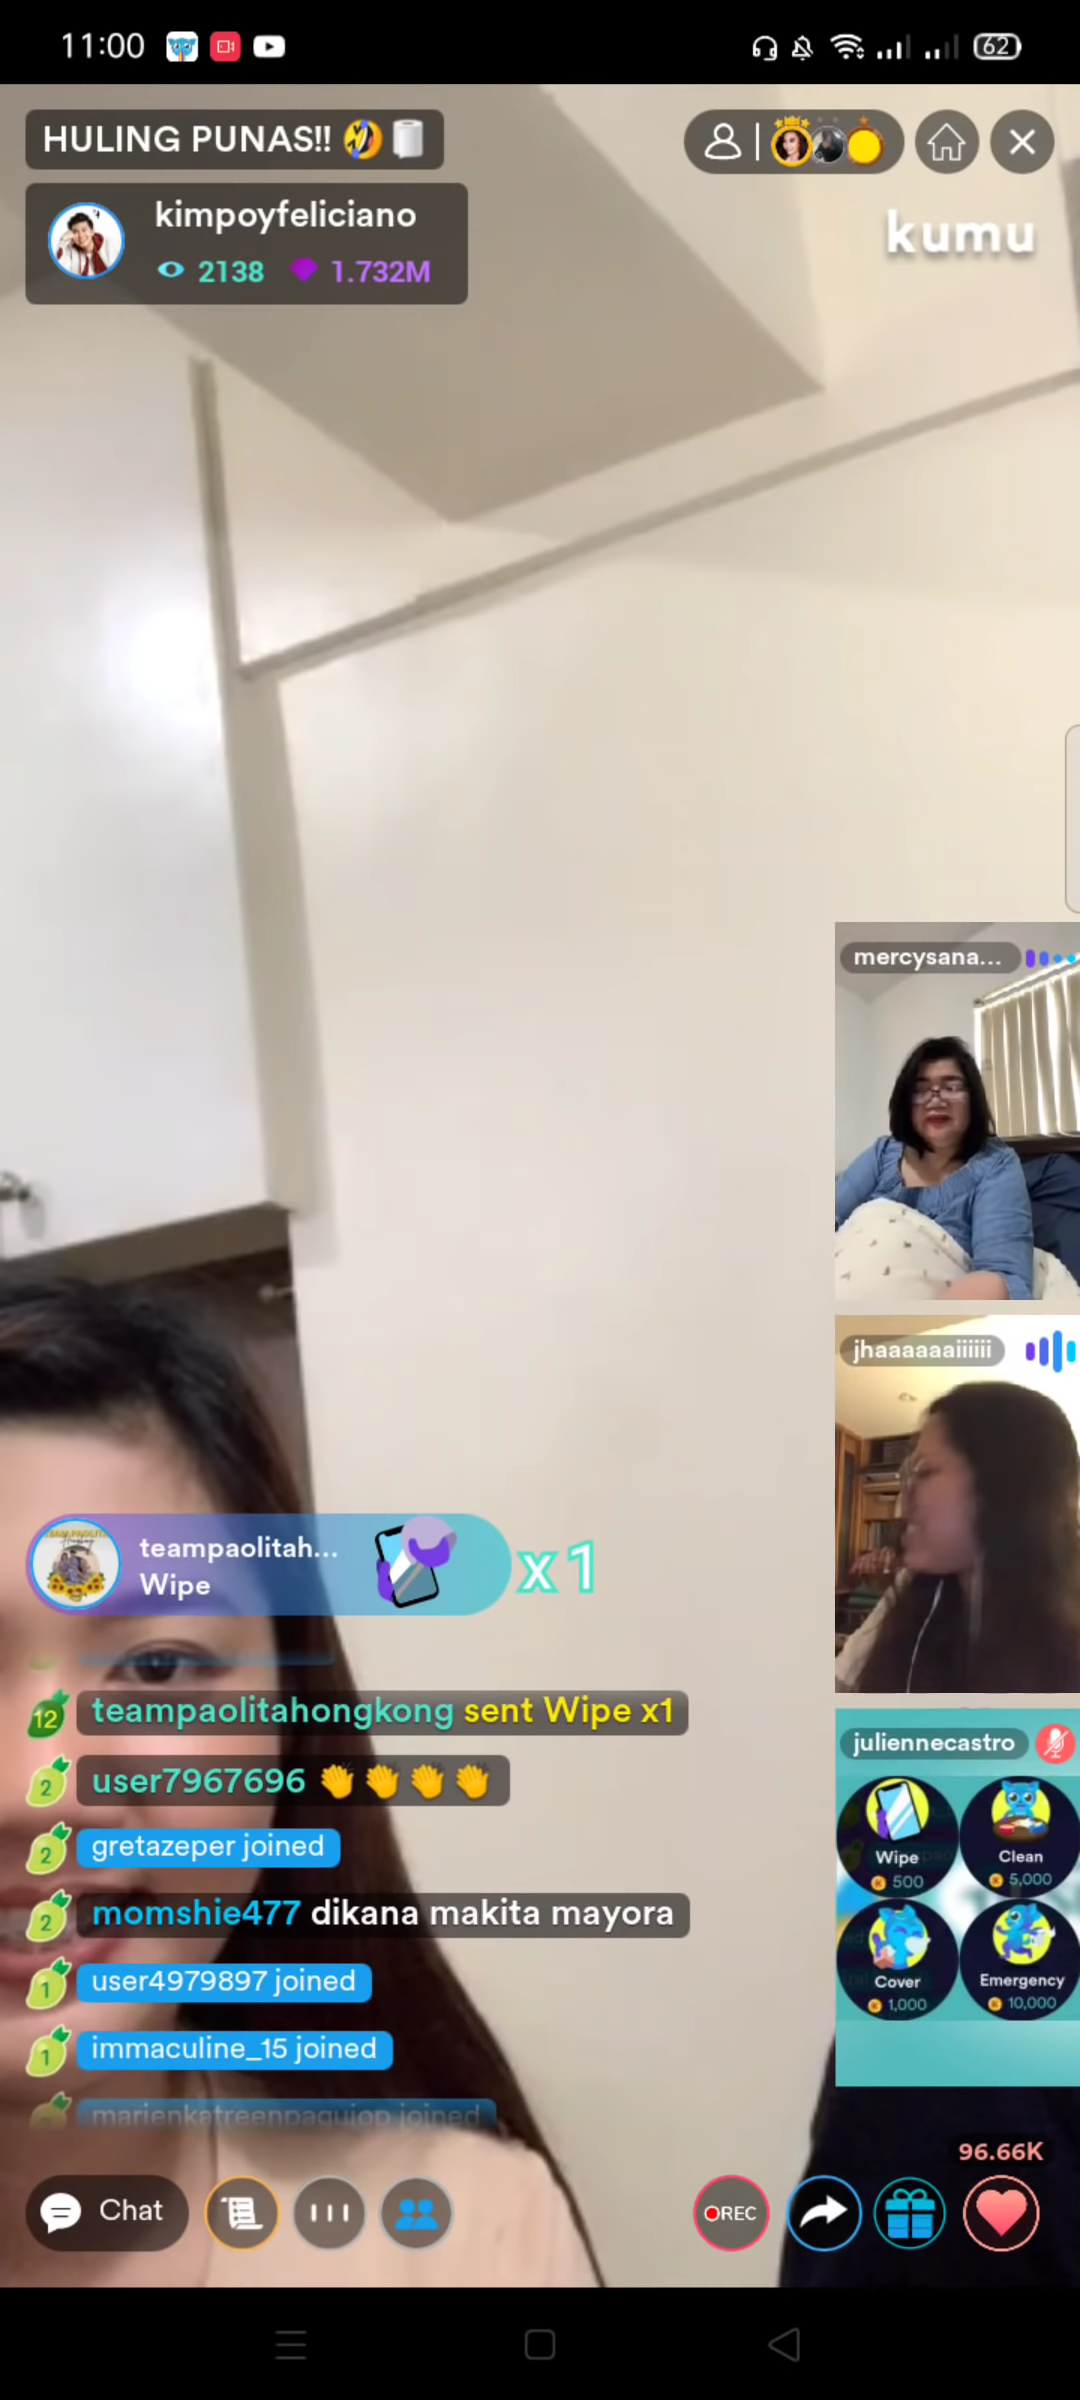 11:00
62
HULING PUNAS!!
kimpoyfeliciano
2138 1.732M
kumu
mercysana...
jhaaaaaaiiiiii
teampaolitah...
Wipe
x1
12 teampaolitahongkong sent Wipe x1
2 user7967696
2 gretazeper joined
2 momshie477 dikana makita mayora
1 user4979897 joined
1 immaculine_15 joined
marienkatreenpaquiop joined
juliennecastro
Wipe
500
Clean
5,000
Cover
1,000
Emergency
10,000
96.66K
Chat
REC